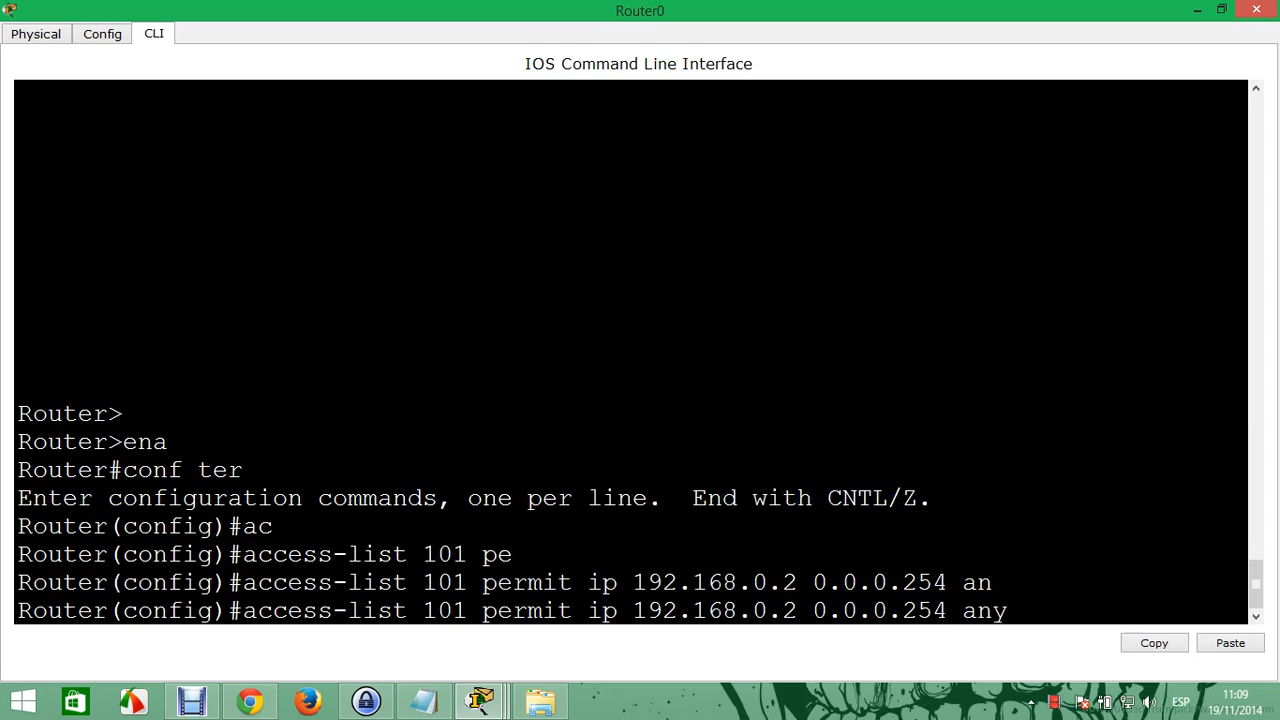 Router0
Physical Config CLI
IOS Command Line Interface
Router>
Router>ena
Router#conf ter
Enter configuration commands, one per line.  End with CNTL/Z.
Router(config)#ac
Router(config)#access-list 101 pe
Router(config)#access-list 101 permit ip 192.168.0.2 0.0.0.254 an
Router(config)#access-list 101 permit ip 192.168.0.2 0.0.0.254 any
Copy Paste
ESP
11:09
19/11/2014